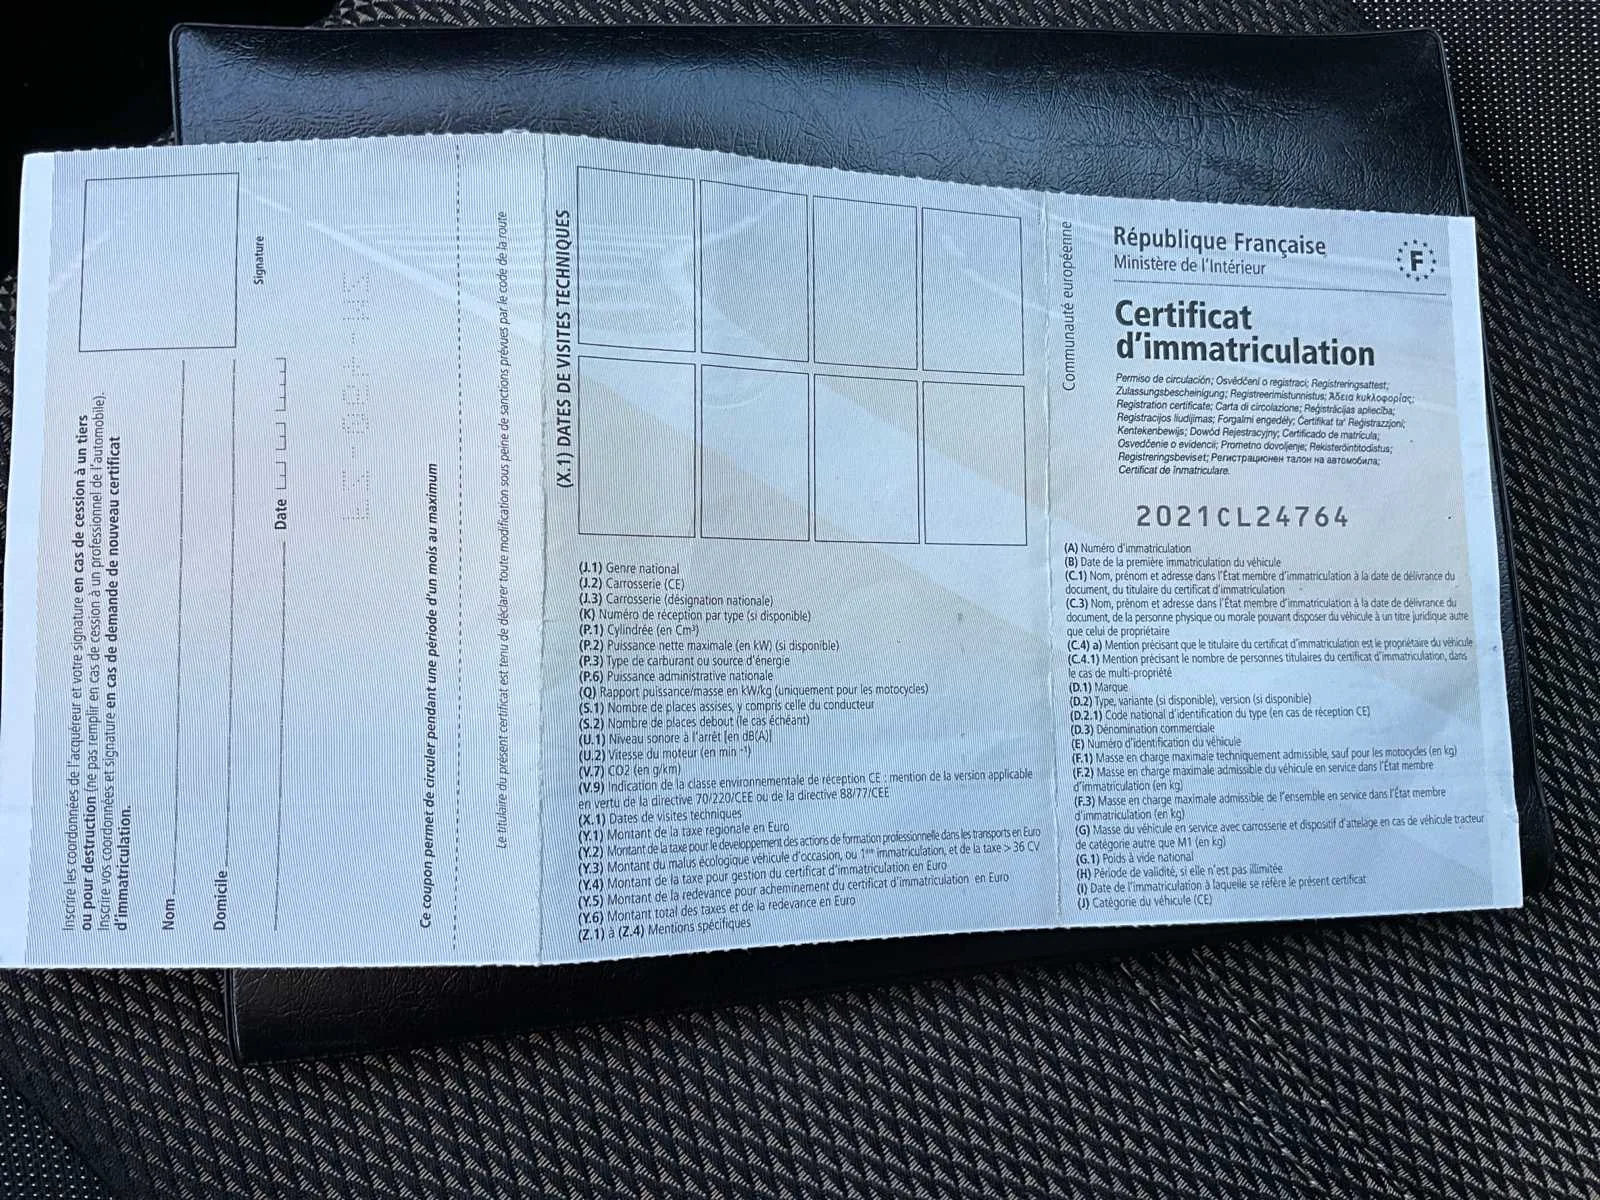 Inscrire les coordonnées de l'acquéreur et votre signature en cas de cession à un tiers
ou pour destruction (ne pas remplir en cas de cession à un professionnel de l'automobile).
Inscrire vos coordonnées et signature en cas de demande de nouveau certificat
d'immatriculation.
Nom
Domicile
Signature
Date
Ce coupon permet de circuler pendant une période d'un mois au maximum
Le titulaire du présent certificat est tenu de déclarer toute modification sous peine de sanctions prévues par le code de la route
(X.1) DATES DE VISITES TECHNIQUES
(J.1) Genre national
(J.2) Carrosserie (CE)
(J.3) Carrosserie (désignation nationale)
(K) Numéro de réception par type (si disponible)
(P.1) Cylindrée (en Cm³)
(P.2) Puissance nette maximale (en kW) (si disponible)
(P.3) Type de carburant ou source d'énergie
(P.6) Puissance administrative nationale
(Q) Rapport puissance/masse en kW/kg (uniquement pour les motocycles)
(S.1) Nombre de places assises, y compris celle du conducteur
(S.2) Nombre de places debout (le cas échéant)
(U.1) Niveau sonore à l'arrêt [en dB(A)]
(U.2) Vitesse du moteur (en min ⁻¹)
(V.7) CO2 (en g/km)
(V.9) Indication de la classe environnementale de réception CE : mention de la version applicable
en vertu de la directive 70/220/CEE ou de la directive 88/77/CEE
(X.1) Dates de visites techniques
(Y.1) Montant de la taxe régionale en Euro
(Y.2) Montant de la taxe pour le developpement des actions de formation professionnelle dans les transports en Euro
(Y.3) Montant du malus écologique véhicule d'occasion, ou 1ère immatriculation, et de la taxe > 36 CV
(Y.4) Montant de la taxe pour gestion du certificat d'immatriculation en Euro
(Y.5) Montant de la redevance pour acheminement du certificat d'immatriculation en Euro
(Y.6) Montant total des taxes et de la redevance en Euro
(Z.1) à (Z.4) Mentions spécifiques
Communauté européenne
République Française
Ministère de l'Intérieur
F
Certificat
d'immatriculation
Permiso de circulación; Osvědčení o registraci; Registreringsattest;
Zulassungsbescheinigung; Registreerimistunnistus; Άδεια κυκλοφορίας;
Registration certificate; Carta di circolazione; Reģistrācijas apliecība;
Registracijos liudijimas; Forgalmi engedély; Ċertifikat ta' Reġistrazzjoni;
Kentekenbewijs; Dowód Rejestracyjny; Certificado de matrícula;
Osvedčenie o evidencii; Prometno dovoljenje; Rekisteröintitodistus;
Registreringsbeviset; Регистрационен талон на автомобила;
Certificat de înmatriculare.
2021CL24764
(A) Numéro d'immatriculation
(B) Date de la première immatriculation du véhicule
(C.1) Nom, prénom et adresse dans l'État membre d'immatriculation à la date de délivrance du
document, du titulaire du certificat d'immatriculation
(C.3) Nom, prénom et adresse dans l'État membre d'immatriculation à la date de délivrance du
document, de la personne physique ou morale pouvant disposer du véhicule à un titre juridique autre
que celui de propriétaire
(C.4) a) Mention précisant que le titulaire du certificat d'immatriculation est le propriétaire du véhicule
(C.4.1) Mention précisant le nombre de personnes titulaires du certificat d'immatriculation, dans
le cas de multi-propriété
(D.1) Marque
(D.2) Type, variante (si disponible), version (si disponible)
(D.2.1) Code national d'identification du type (en cas de réception CE)
(D.3) Dénomination commerciale
(E) Numéro d'identification du véhicule
(F.1) Masse en charge maximale techniquement admissible, sauf pour les motocycles (en kg)
(F.2) Masse en charge maximale admissible du véhicule en service dans l'État membre
d'immatriculation (en kg)
(F.3) Masse en charge maximale admissible de l'ensemble en service dans l'État membre
d'immatriculation (en kg)
(G) Masse du véhicule en service avec carrosserie et dispositif d'attelage en cas de véhicule tracteur
de catégorie autre que M1 (en kg)
(G.1) Poids à vide national
(H) Période de validité, si elle n'est pas illimitée
(I) Date de l'immatriculation à laquelle se réfère le présent certificat
(J) Catégorie du véhicule (CE)